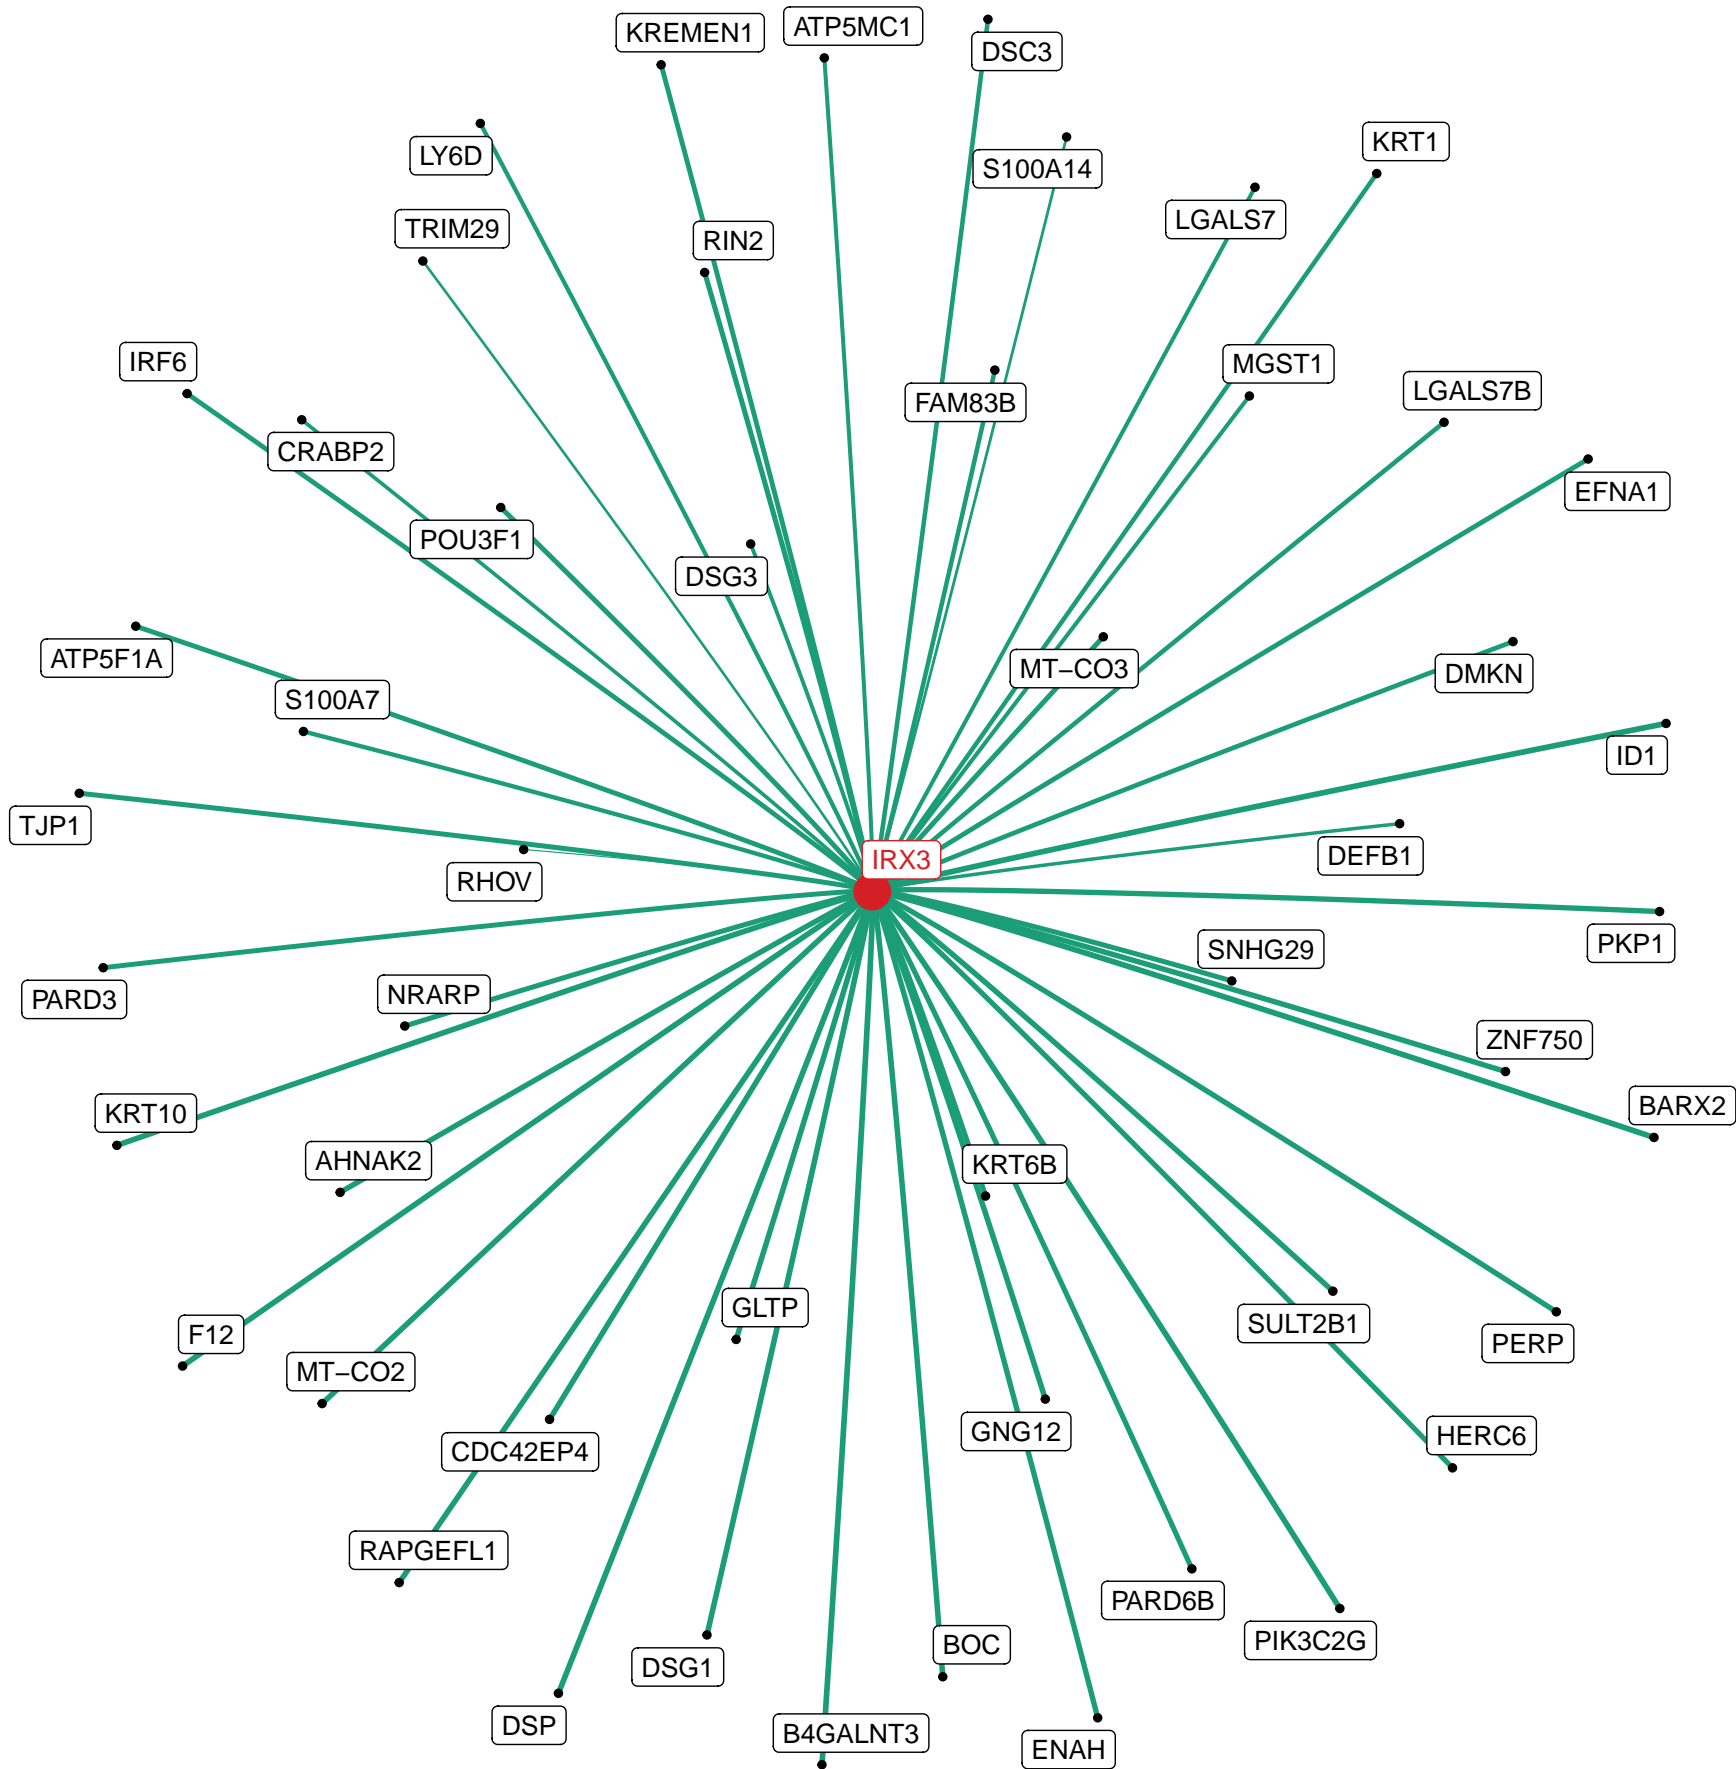 ATP5MC1
KREMEN1
DSC3
KRT1
LY6D
S100A14
LGALS7
TRIM29
RIN2
IRF6
MGST1
LGALS7B
FAM83B
CRABP2
EFNA1
POU3F1
DSG3
ATP5F1A
MT−CO3
DMKN
S100A7
ID1
TJP1
DEFB1
IRX3
RHOV
PKP1
SNHG29
NRARP
PARD3
ZNF750
BARX2
KRT10
AHNAK2
KRT6B
GLTP
SULT2B1
F12
PERP
MT−CO2
GNG12
HERC6
CDC42EP4
RAPGEFL1
PARD6B
PIK3C2G
BOC
DSG1
DSP
B4GALNT3
ENAH